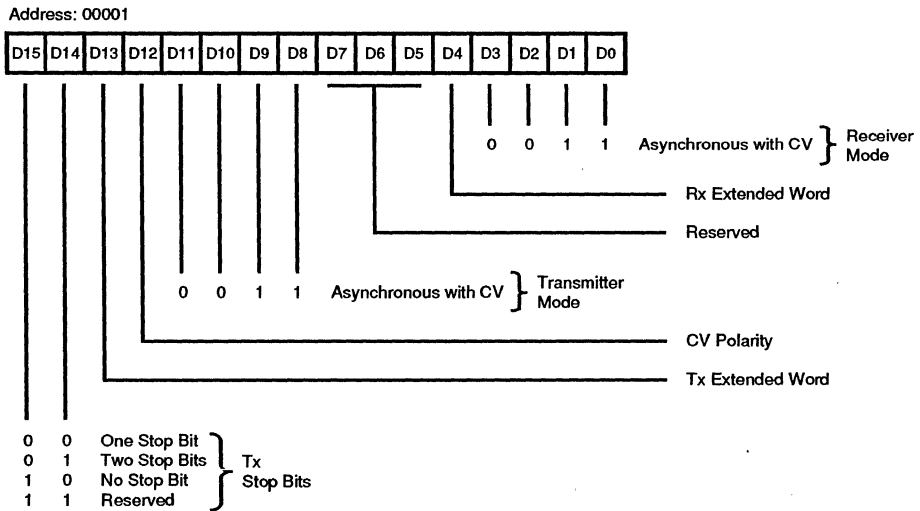 Address: 00001
D15 D14 D13 D12 D11 D10 D9 D8 D7 D6 D5 D4 D3 D2 D1 D0
0 0 1 1 Asynchronous with CV } Receiver
Mode
Rx Extended Word
Reserved
0 0 1 1 Asynchronous with CV } Transmitter
Mode
CV Polarity
Tx Extended Word
0 0 One Stop Bit
0 1 Two Stop Bits } Tx
1 0 No Stop Bit Stop Bits
1 1 Reserved